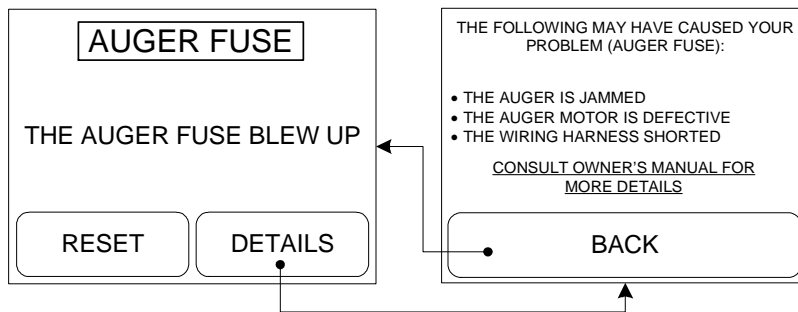 AUGER FUSE
THE AUGER FUSE BLEW UP
RESET
DETAILS
THE FOLLOWING MAY HAVE CAUSED YOUR
PROBLEM (AUGER FUSE):
• THE AUGER IS JAMMED
• THE AUGER MOTOR IS DEFECTIVE
• THE WIRING HARNESS SHORTED
CONSULT OWNER'S MANUAL FOR
MORE DETAILS
BACK